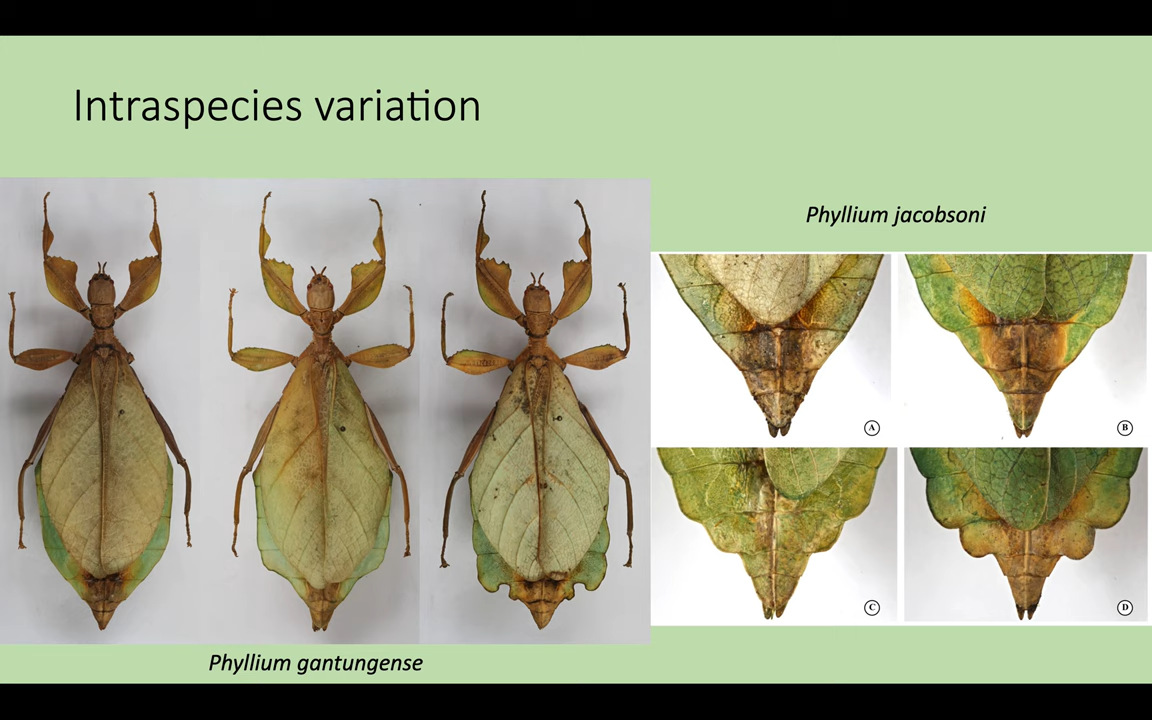 Intraspecies variation
Phyllium jacobsoni
A
B
C
D
Phyllium gantungense